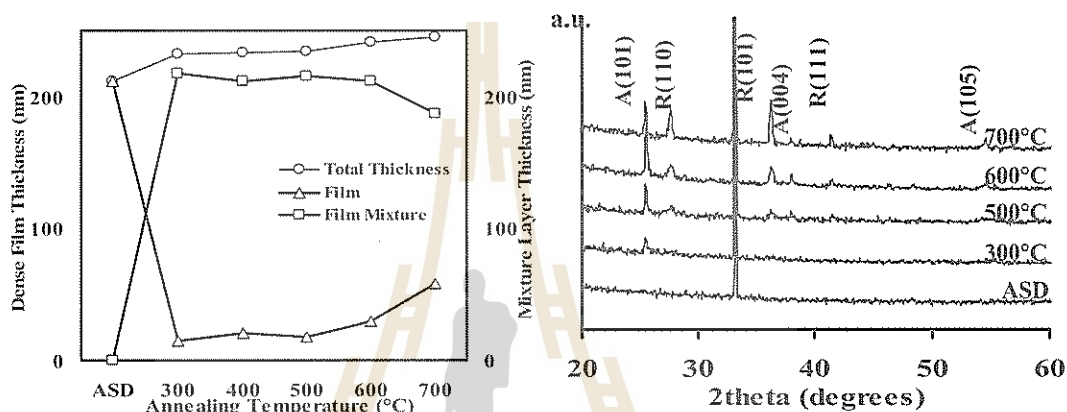 Dense Film Thickness (nm)
200
100
0
Total Thickness
Film
Film Mixture
200
100
0
Mixture Layer Thickness (nm)
ASD 300 400 500 600 700
Annealing Temperature (°C)
a.u.
A(101)
R(110)
R(101)
A(004)
R(111)
A(105)
700°C
600°C
500°C
300°C
ASD
20 30 40 50 60
2theta (degrees)